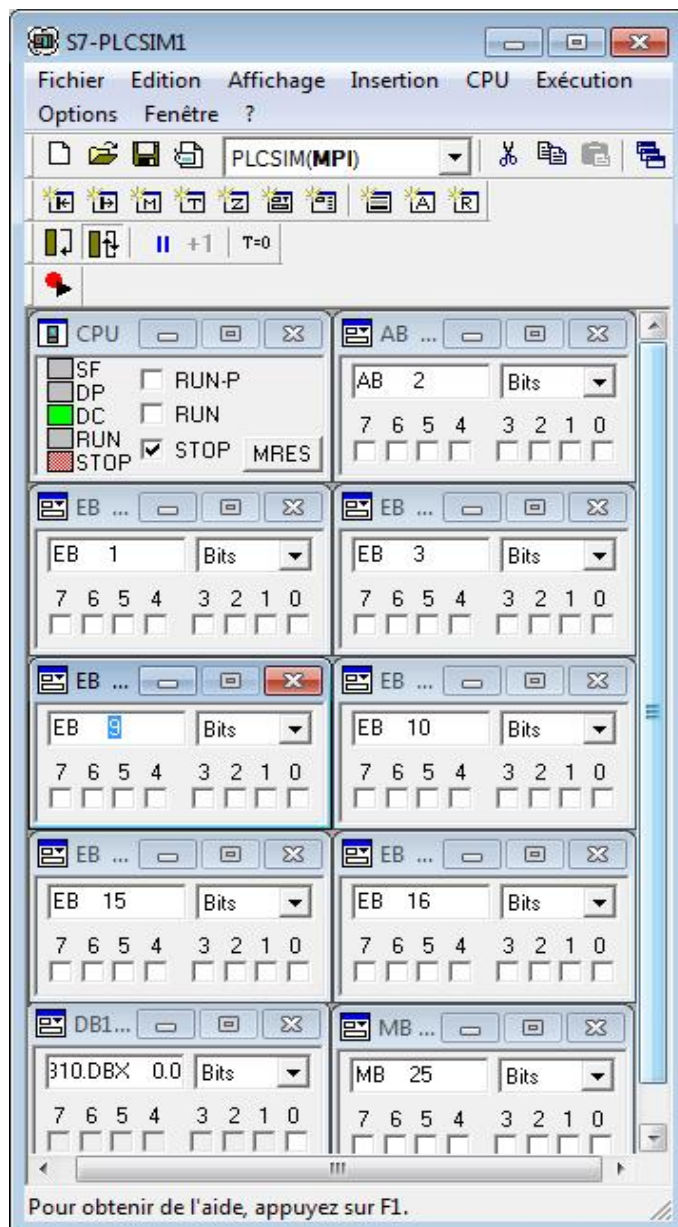 S7-PLCSIM1
Fichier Edition Affichage Insertion CPU Exécution
Options Fenêtre ?
PLCSIM(MPI)
+1 T=0
CPU
SF
DP
DC
RUN
STOP
RUN-P
RUN
STOP MRES
AB ...
AB 2 Bits
7 6 5 4 3 2 1 0
EB ...
EB 1 Bits
7 6 5 4 3 2 1 0
EB ...
EB 3 Bits
7 6 5 4 3 2 1 0
EB ...
EB 9 Bits
7 6 5 4 3 2 1 0
EB ...
EB 10 Bits
7 6 5 4 3 2 1 0
EB ...
EB 15 Bits
7 6 5 4 3 2 1 0
EB ...
EB 16 Bits
7 6 5 4 3 2 1 0
DB1...
310.DBX 0.0 Bits
7 6 5 4 3 2 1 0
MB ...
MB 25 Bits
7 6 5 4 3 2 1 0
Pour obtenir de l'aide, appuyez sur F1.